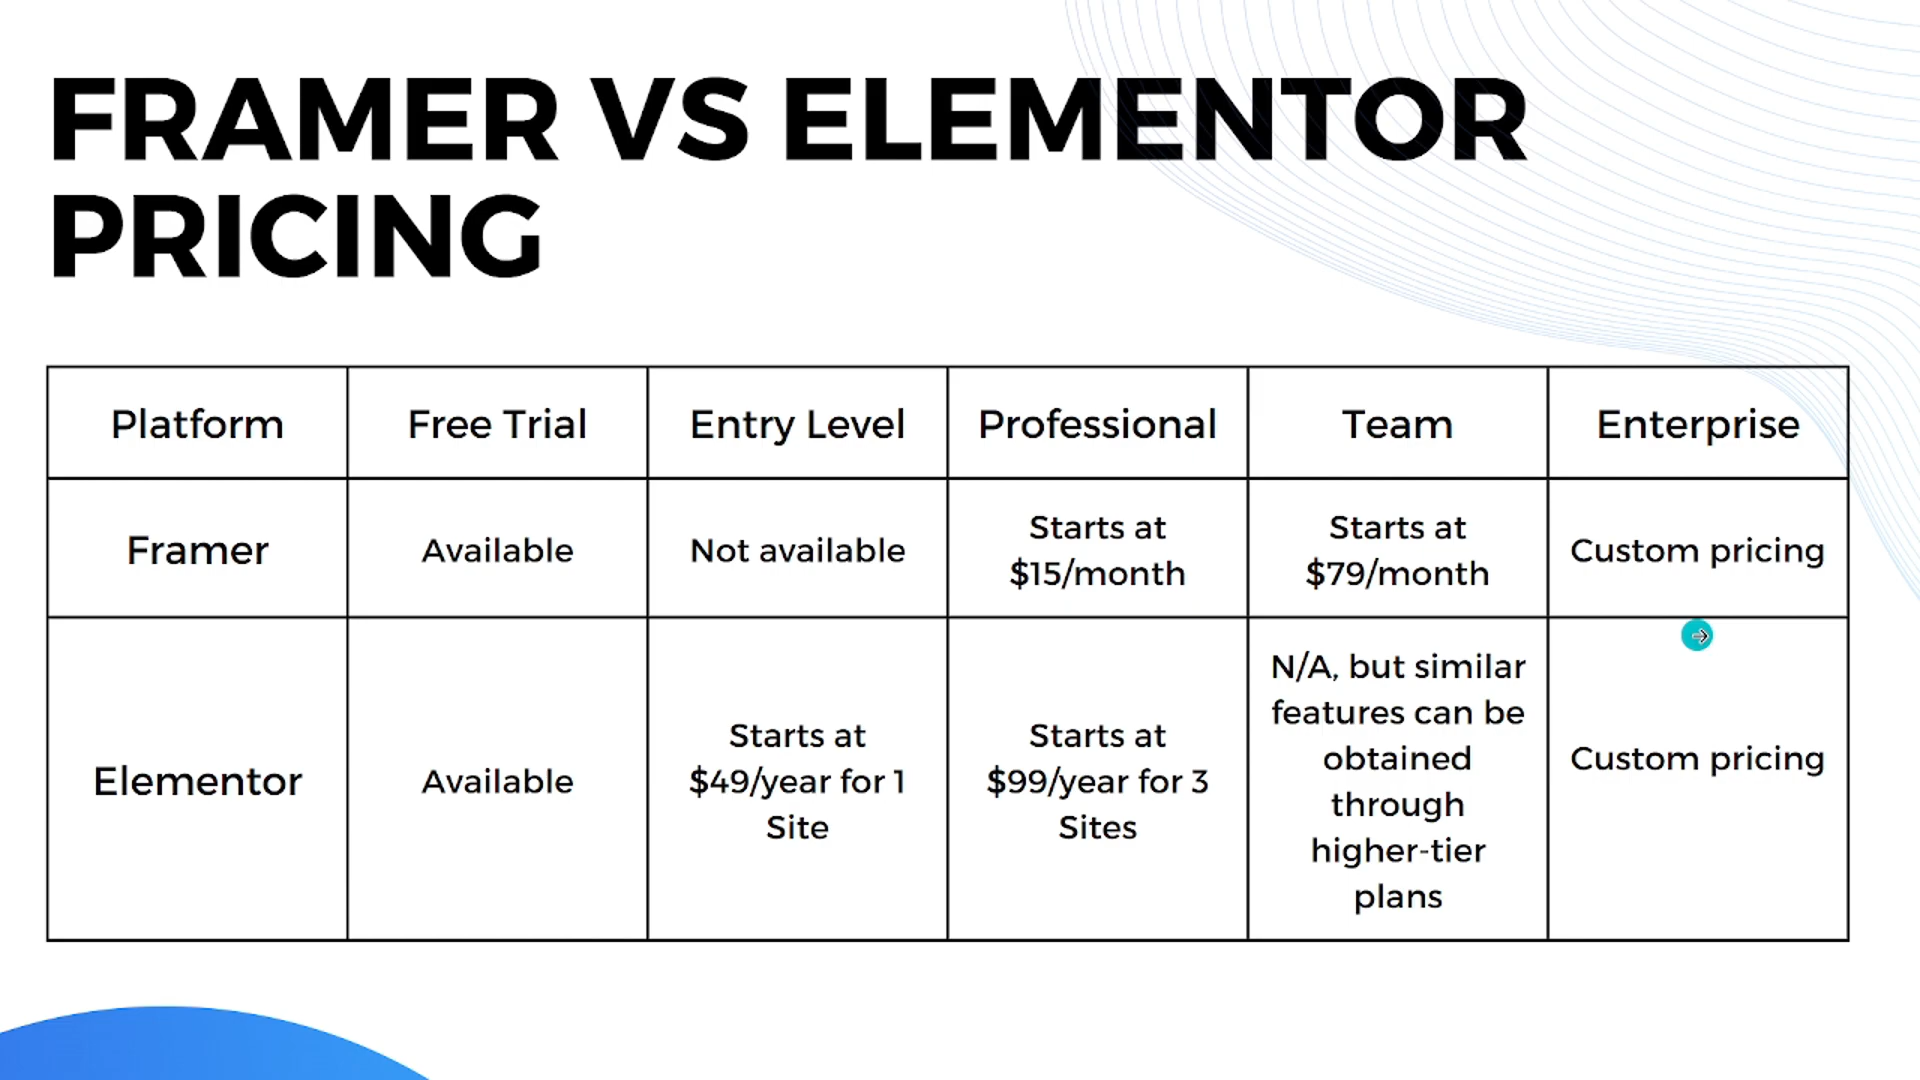 FRAMER VS ELEMENTOR
PRICING
Platform
Free Trial
Entry Level
Professional
Team
Enterprise
Framer
Available
Not available
Starts at
$15/month
Starts at
$79/month
Custom pricing
Elementor
Available
Starts at
$49/year for 1
Site
Starts at
$99/year for 3
Sites
N/A, but similar
features can be
obtained
through
higher-tier
plans
Custom pricing